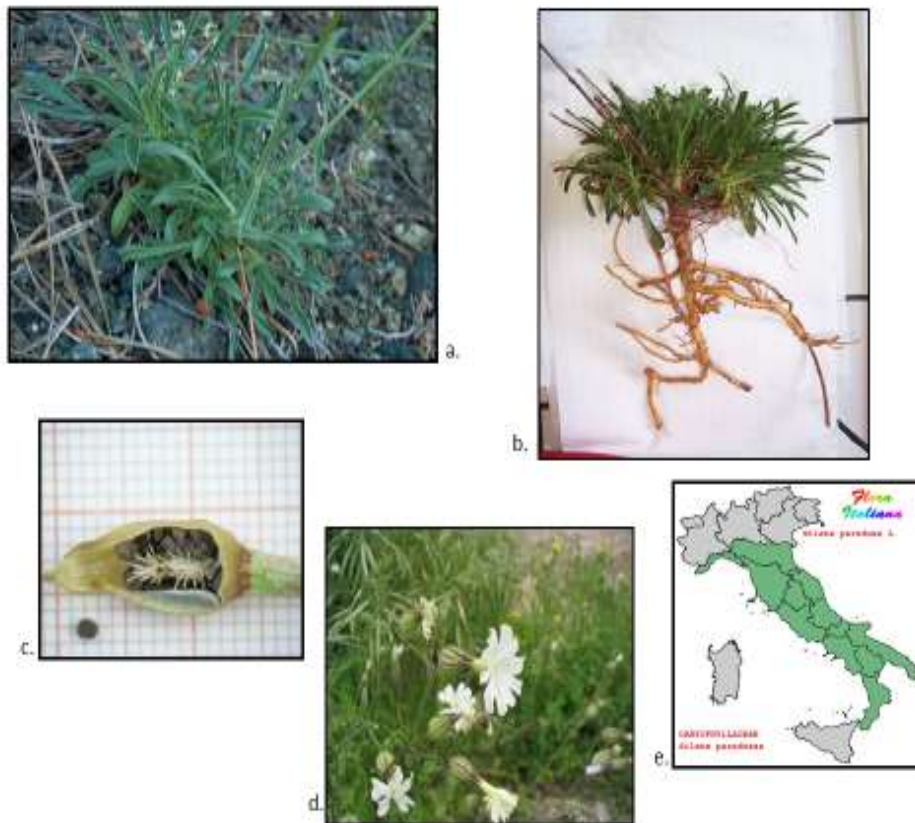 a.
b.
c.
d.
Flora
Italiana
Silene paradoxa L.
CARYOPHYLLACEAE
Silene paradoxa
e.